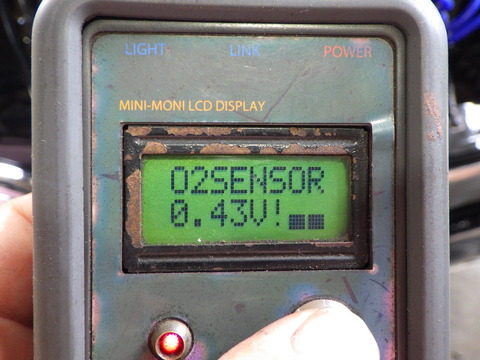 LIGHT LINK POWER
MINI-MONI LCD DISPLAY
O2SENSOR
0.43V!